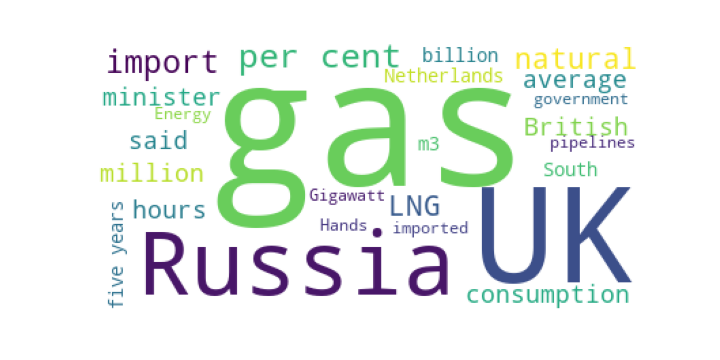 import
per cent
billion
natural
Netherlands
average
minister
gas
government
Energy
British
said
m3
pipelines
million
South
Gigawatt
UK
five years
hours
LNG
Hands
imported
Russia
consumption